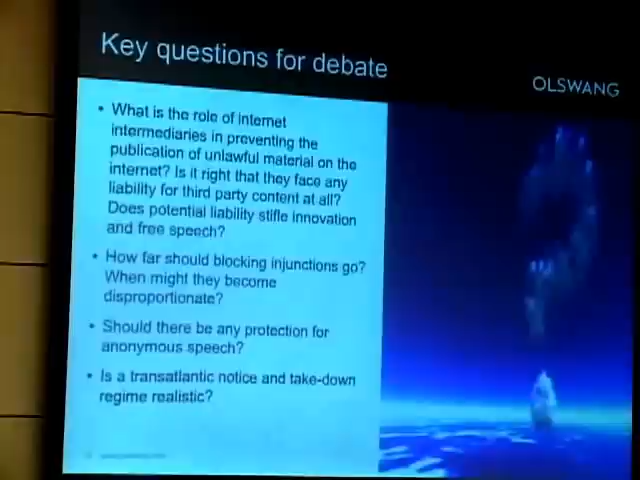 Key questions for debate
OLSWANG
• What is the role of internet
intermediaries in preventing the
publication of unlawful material on the
internet? Is it right that they face any
liability for third party content at all?
Does potential liability stifle innovation
and free speech?
• How far should blocking injunctions go?
When might they become
disproportionate?
• Should there be any protection for
anonymous speech?
• Is a transatlantic notice and take-down
regime realistic?